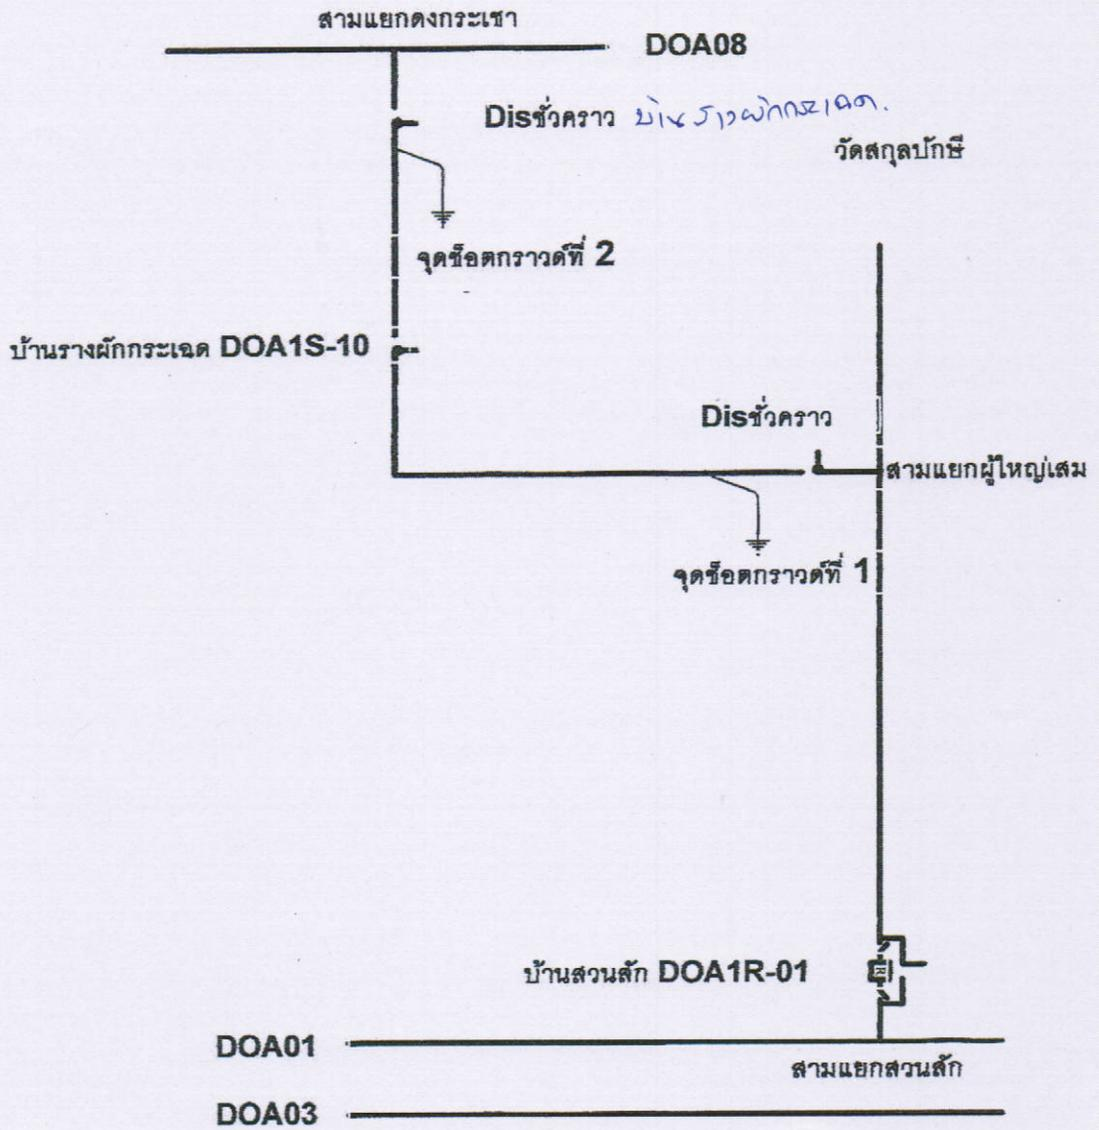 สามแยกดงกระเชา
DOA08
Disชั่วคราว บ้านรางผักกระเฉด.
วัดสกุลปักษี
จุดช็อตกราวด์ที่ 2
บ้านรางผักกระเฉด DOA1S-10
Disชั่วคราว
สามแยกผู้ใหญ่เสม
จุดช็อตกราวด์ที่ 1
บ้านสวนสัก DOA1R-01
R
DOA01
สามแยกสวนสัก
DOA03